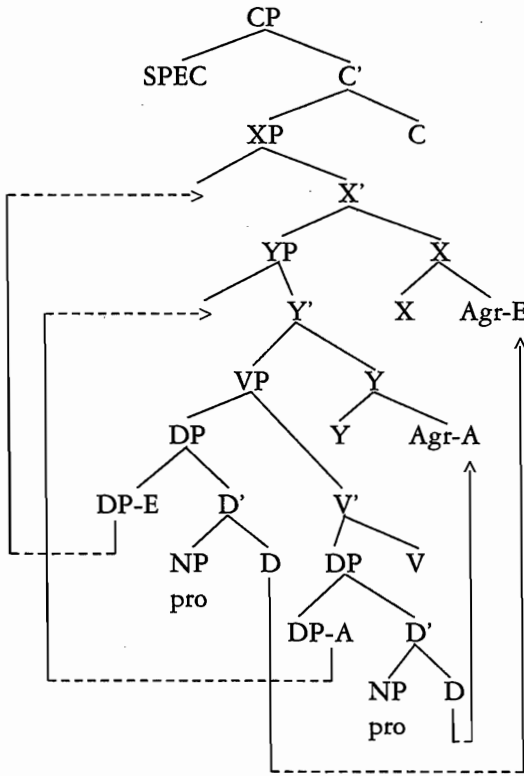 CP
SPEC C'
XP C
X'
YP X
Y' X Agr-E
VP Y
DP Y Agr-A
DP-E D' V'
NP D DP V
pro
DP-A D'
NP D
pro